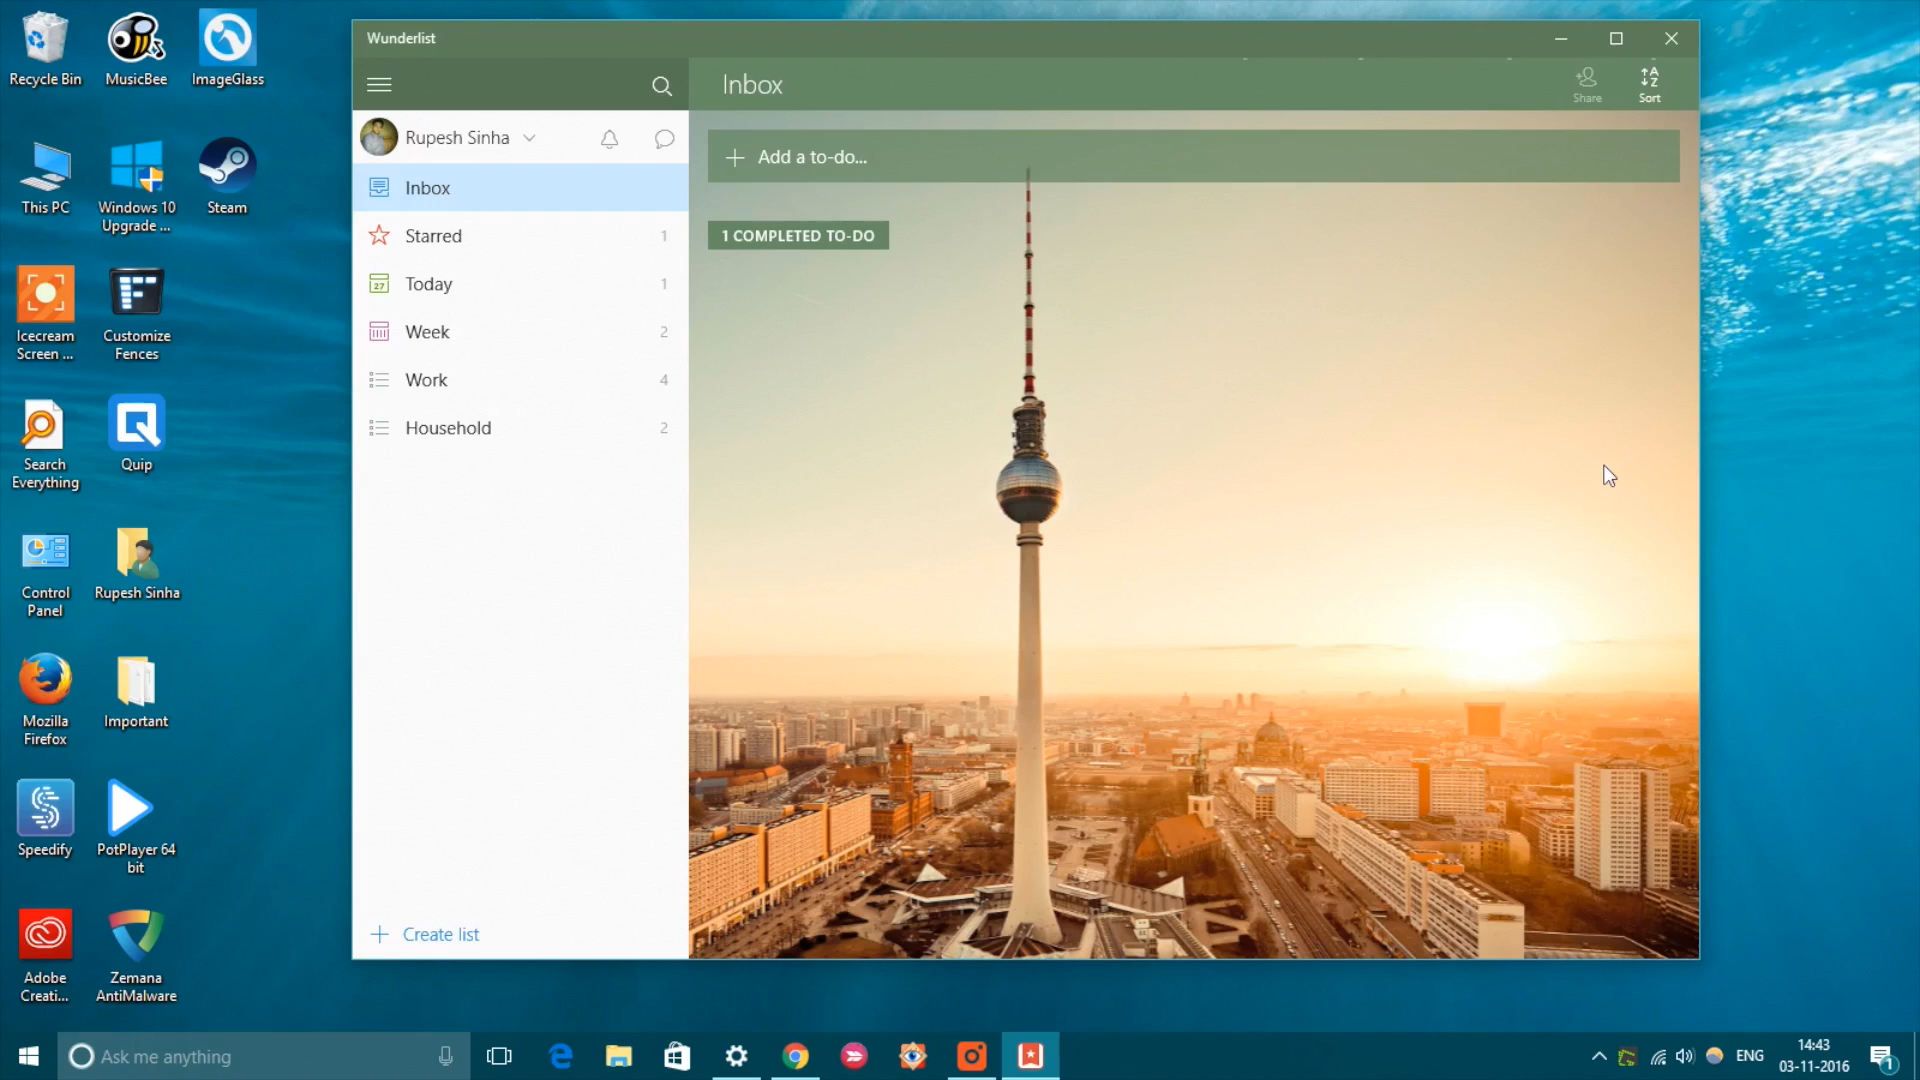 Recycle Bin
MusicBee
ImageGlass
This PC
Windows 10
Upgrade ...
Steam
Icecream
Screen ...
Customize
Fences
Search
Everything
Quip
Control
Panel
Rupesh Sinha
Mozilla
Firefox
Important
Speedify
PotPlayer 64
bit
Adobe
Creati...
Zemana
AntiMalware
Wunderlist
Inbox
Share
Sort
Rupesh Sinha
Inbox
Starred 1
27 Today 1
Week 2
Work 4
Household 2
Create list
Add a to-do...
1 COMPLETED TO-DO
Ask me anything
ENG
14:43
03-11-2016
1